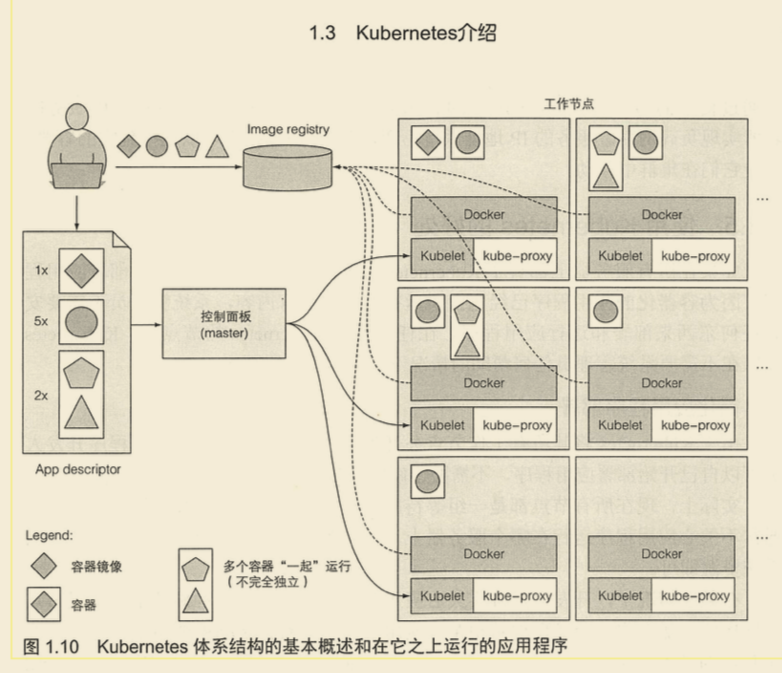 1.3 Kubernetes介绍
工作节点
Image registry
Docker
Kubelet
kube-proxy
Docker
Kubelet
kube-proxy
...
1x
5x
2x
App descriptor
控制面板
(master)
Docker
Kubelet
kube-proxy
Docker
Kubelet
kube-proxy
...
Docker
Kubelet
kube-proxy
Docker
Kubelet
kube-proxy
...
Legend:
容器镜像
容器
多个容器“一起”运行
（不完全独立）
图 1.10 Kubernetes 体系结构的基本概述和在它之上运行的应用程序